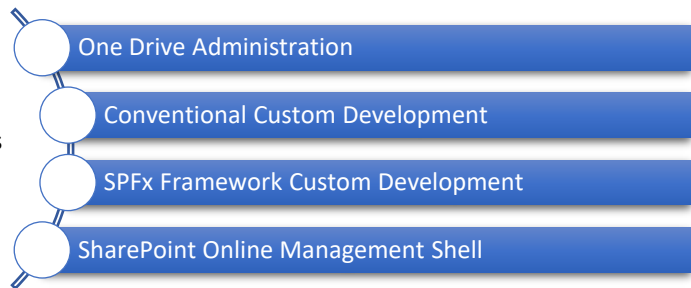 One Drive Administration
Conventional Custom Development
s
SPFx Framework Custom Development
SharePoint Online Management Shell